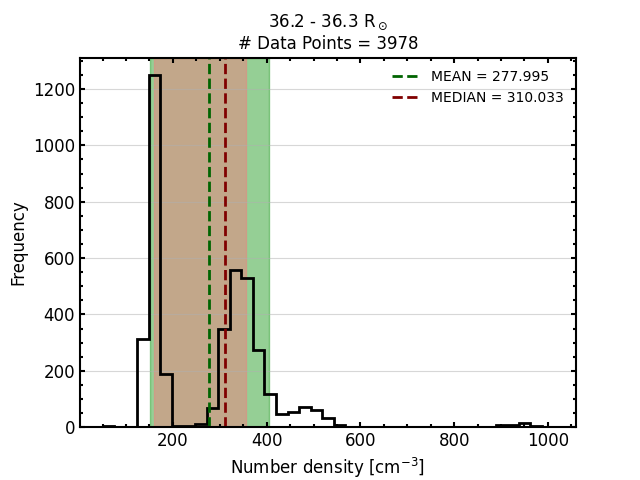 36.2 - 36.3 R⊙
# Data Points = 3978
MEAN = 277.995
MEDIAN = 310.033
Frequency
1200
1000
800
600
400
200
0
200 400 600 800 1000
Number density [cm⁻³]